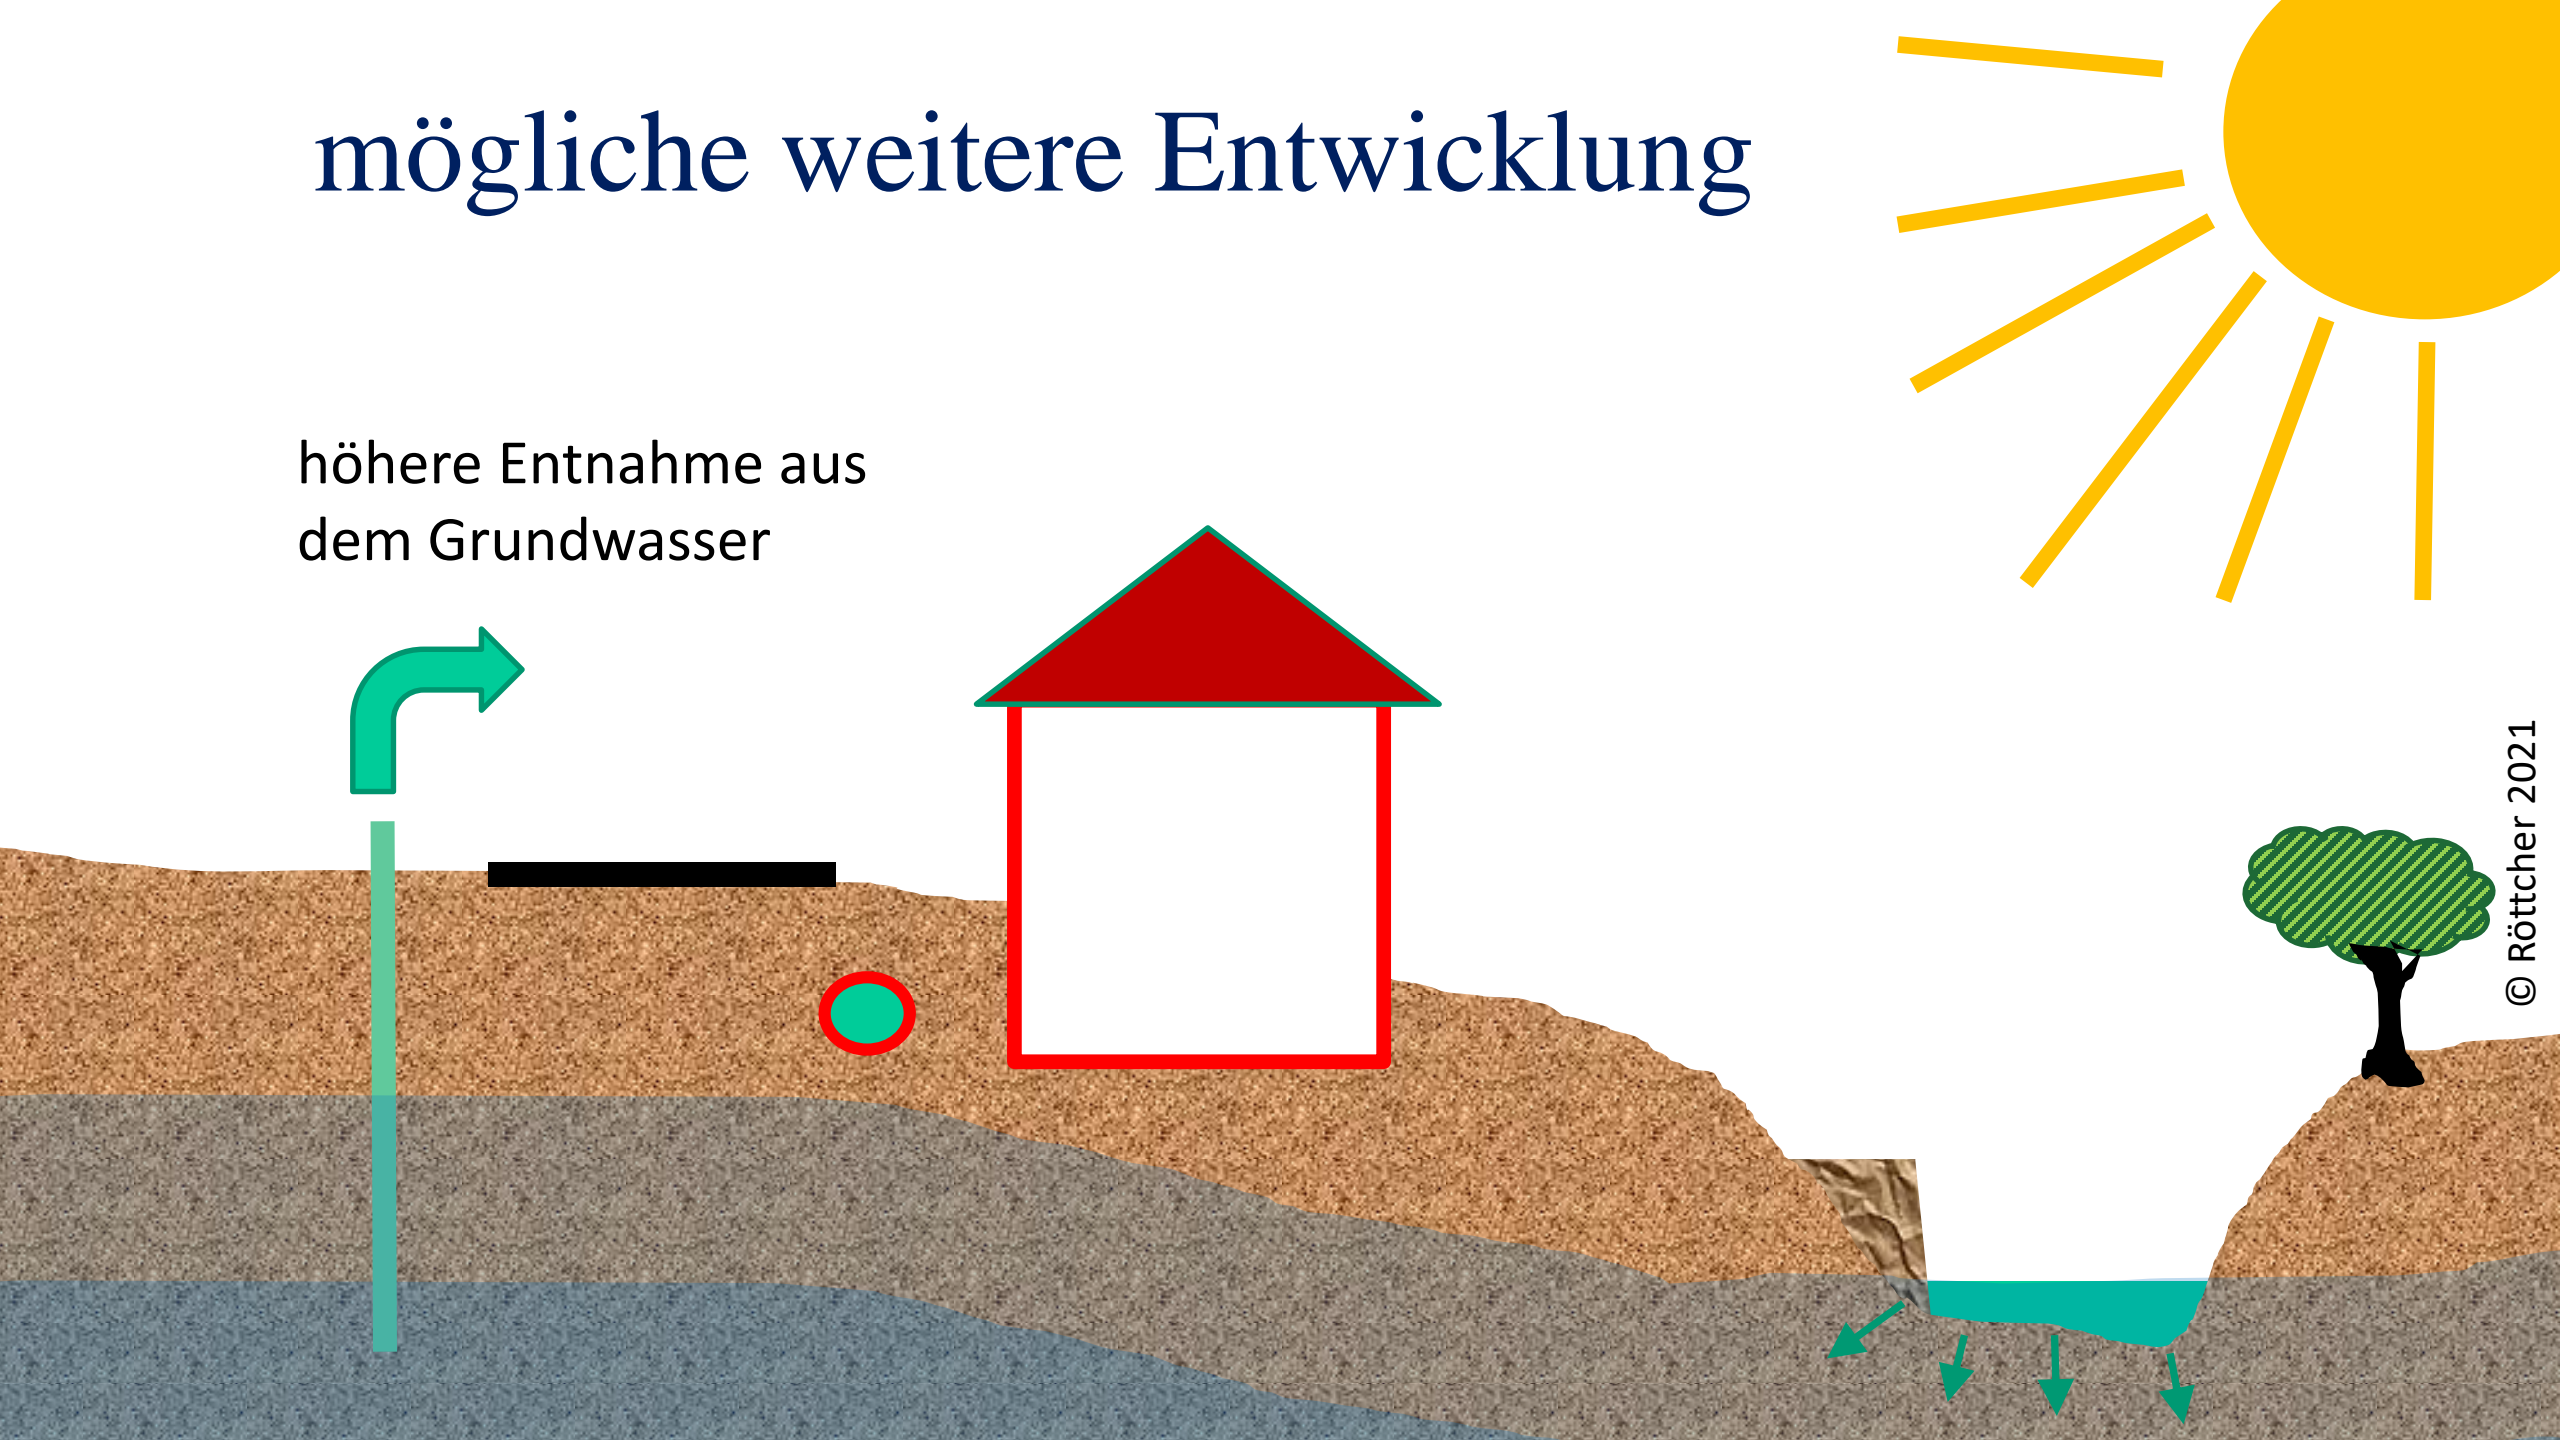 mögliche weitere Entwicklung
höhere Entnahme aus
dem Grundwasser
© Röttcher 2021